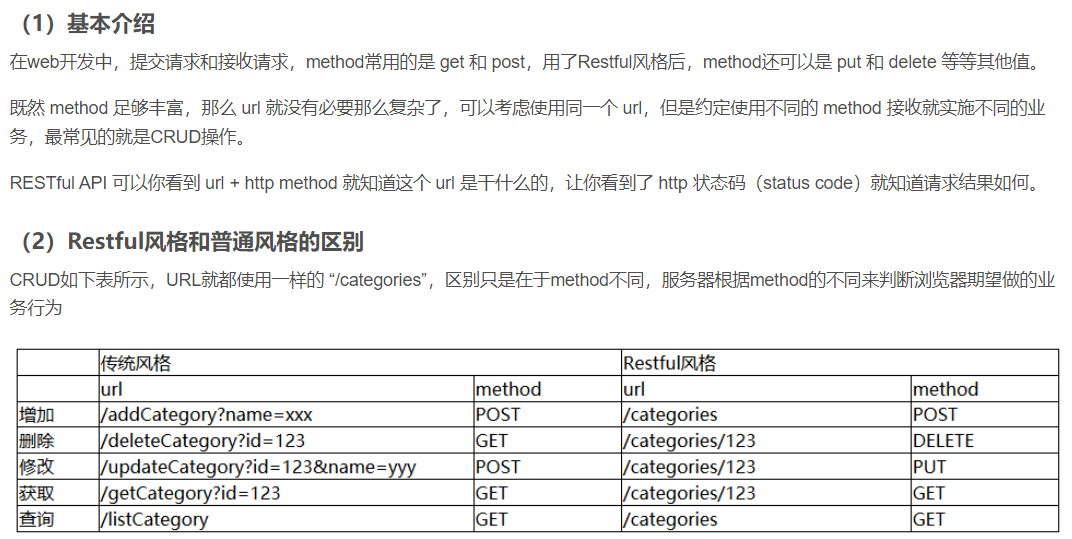 （1）基本介绍
在web开发中，提交请求和接收请求，method常用的是 get 和 post，用了Restful风格后，method还可以是 put 和 delete 等等其他值。
既然 method 足够丰富，那么 url 就没有必要那么复杂了，可以考虑使用同一个 url，但是约定使用不同的 method 接收就实施不同的业
务，最常见的就是CRUD操作。
RESTful API 可以你看到 url + http method 就知道这个 url 是干什么的，让你看到了 http 状态码（status code）就知道请求结果如何。
（2）Restful风格和普通风格的区别
CRUD如下表所示，URL就都使用一样的 “/categories”，区别只是在于method不同，服务器根据method的不同来判断浏览器期望做的业
务行为
传统风格 Restful风格
url method url method
增加 /addCategory?name=xxx POST /categories POST
删除 /deleteCategory?id=123 GET /categories/123 DELETE
修改 /updateCategory?id=123&name=yyy POST /categories/123 PUT
获取 /getCategory?id=123 GET /categories/123 GET
查询 /listCategory GET /categories GET